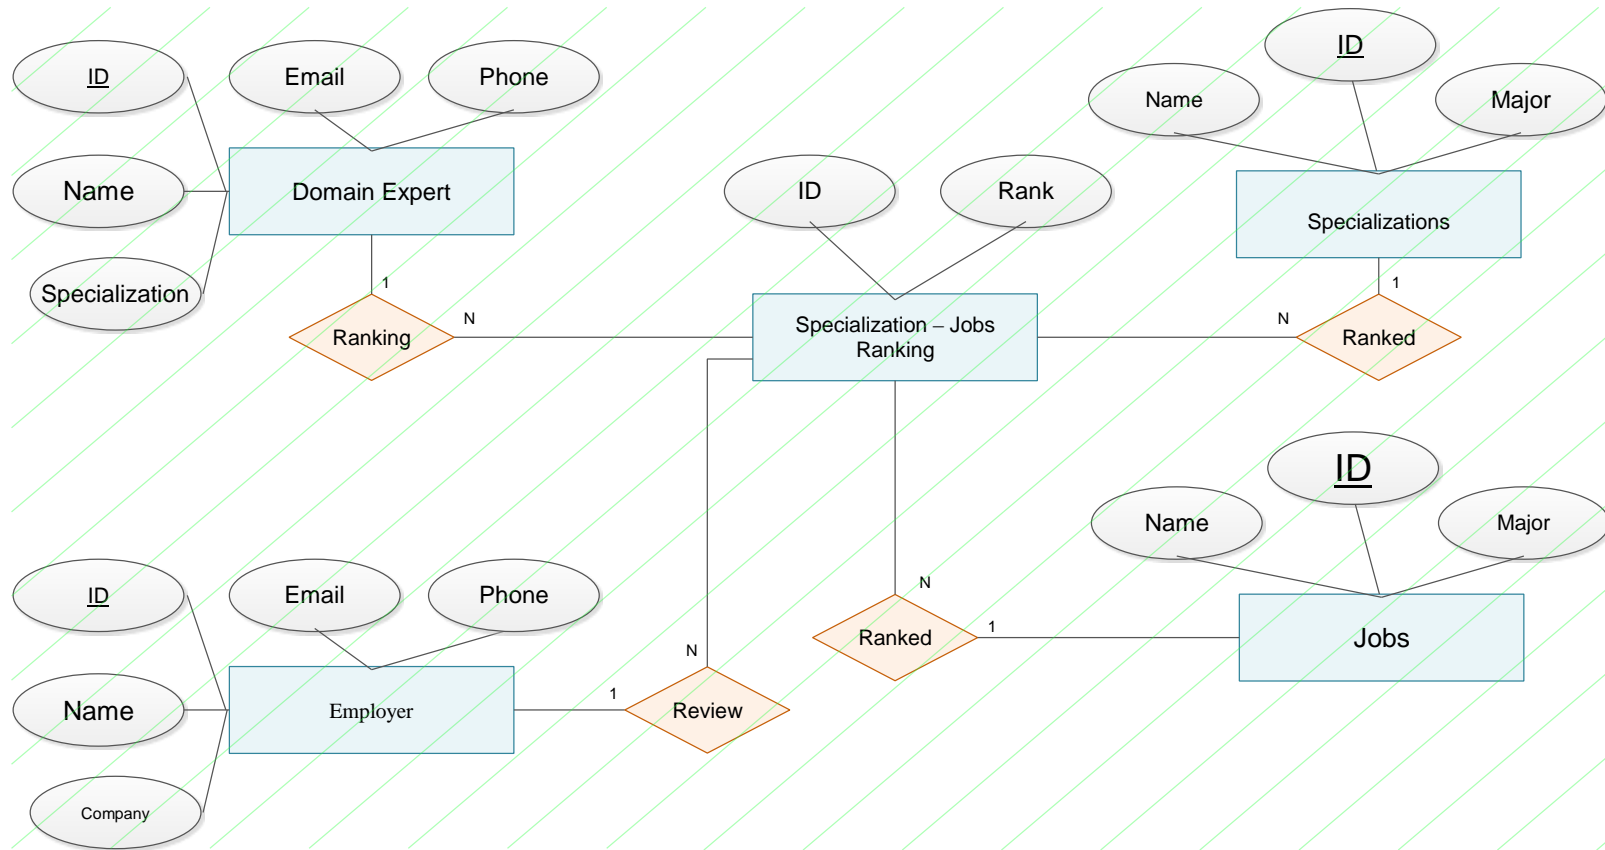 ID
Email
Phone
Name
ID
Major
Name
Domain Expert
Specialization
ID
Rank
Specializations
1
Ranking
N
Specialization – Jobs
Ranking
N
1
Ranked
ID
Name
Major
ID
Email
Phone
N
Ranked
1
Jobs
Name
Employer
1
N
Review
Company